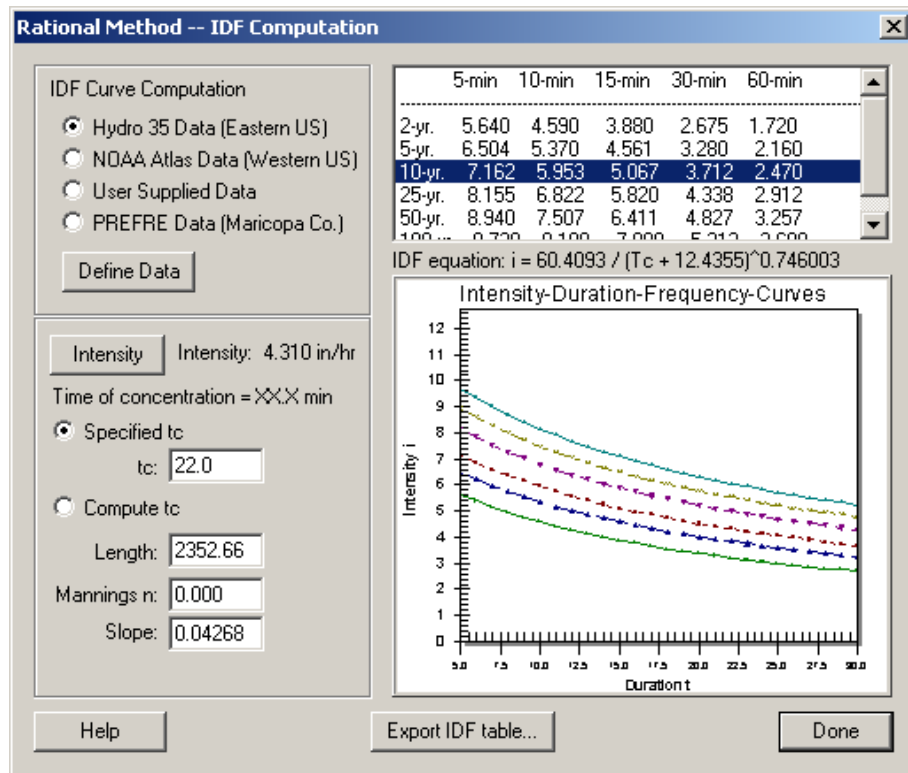 Rational Method -- IDF Computation
IDF Curve Computation
Hydro 35 Data (Eastern US)
NOAA Atlas Data (Western US)
User Supplied Data
PREFRE Data (Maricopa Co.)
Define Data
5-min 10-min 15-min 30-min 60-min
2-yr. 5.640 4.590 3.880 2.675 1.720
5-yr. 6.504 5.370 4.561 3.280 2.160
10-yr. 7.162 5.953 5.067 3.712 2.470
25-yr. 8.155 6.822 5.820 4.338 2.912
50-yr. 8.940 7.507 6.411 4.827 3.257
IDF equation: i = 60.4093 / (Tc + 12.4355)^0.746003
Intensity
Intensity: 4.310 in/hr
Time of concentration = XX.X min
Specified tc
tc: 22.0
Compute tc
Length: 2352.66
Mannings n: 0.000
Slope: 0.04268
Intensity-Duration-Frequency-Curves
Intensity i
12
11
10
9
8
7
6
5
4
3
2
1
0
5.0 7.5 10.0 12.5 15.0 17.5 20.0 22.5 25.0 27.5 30.0
Duration t
Help
Export IDF table...
Done